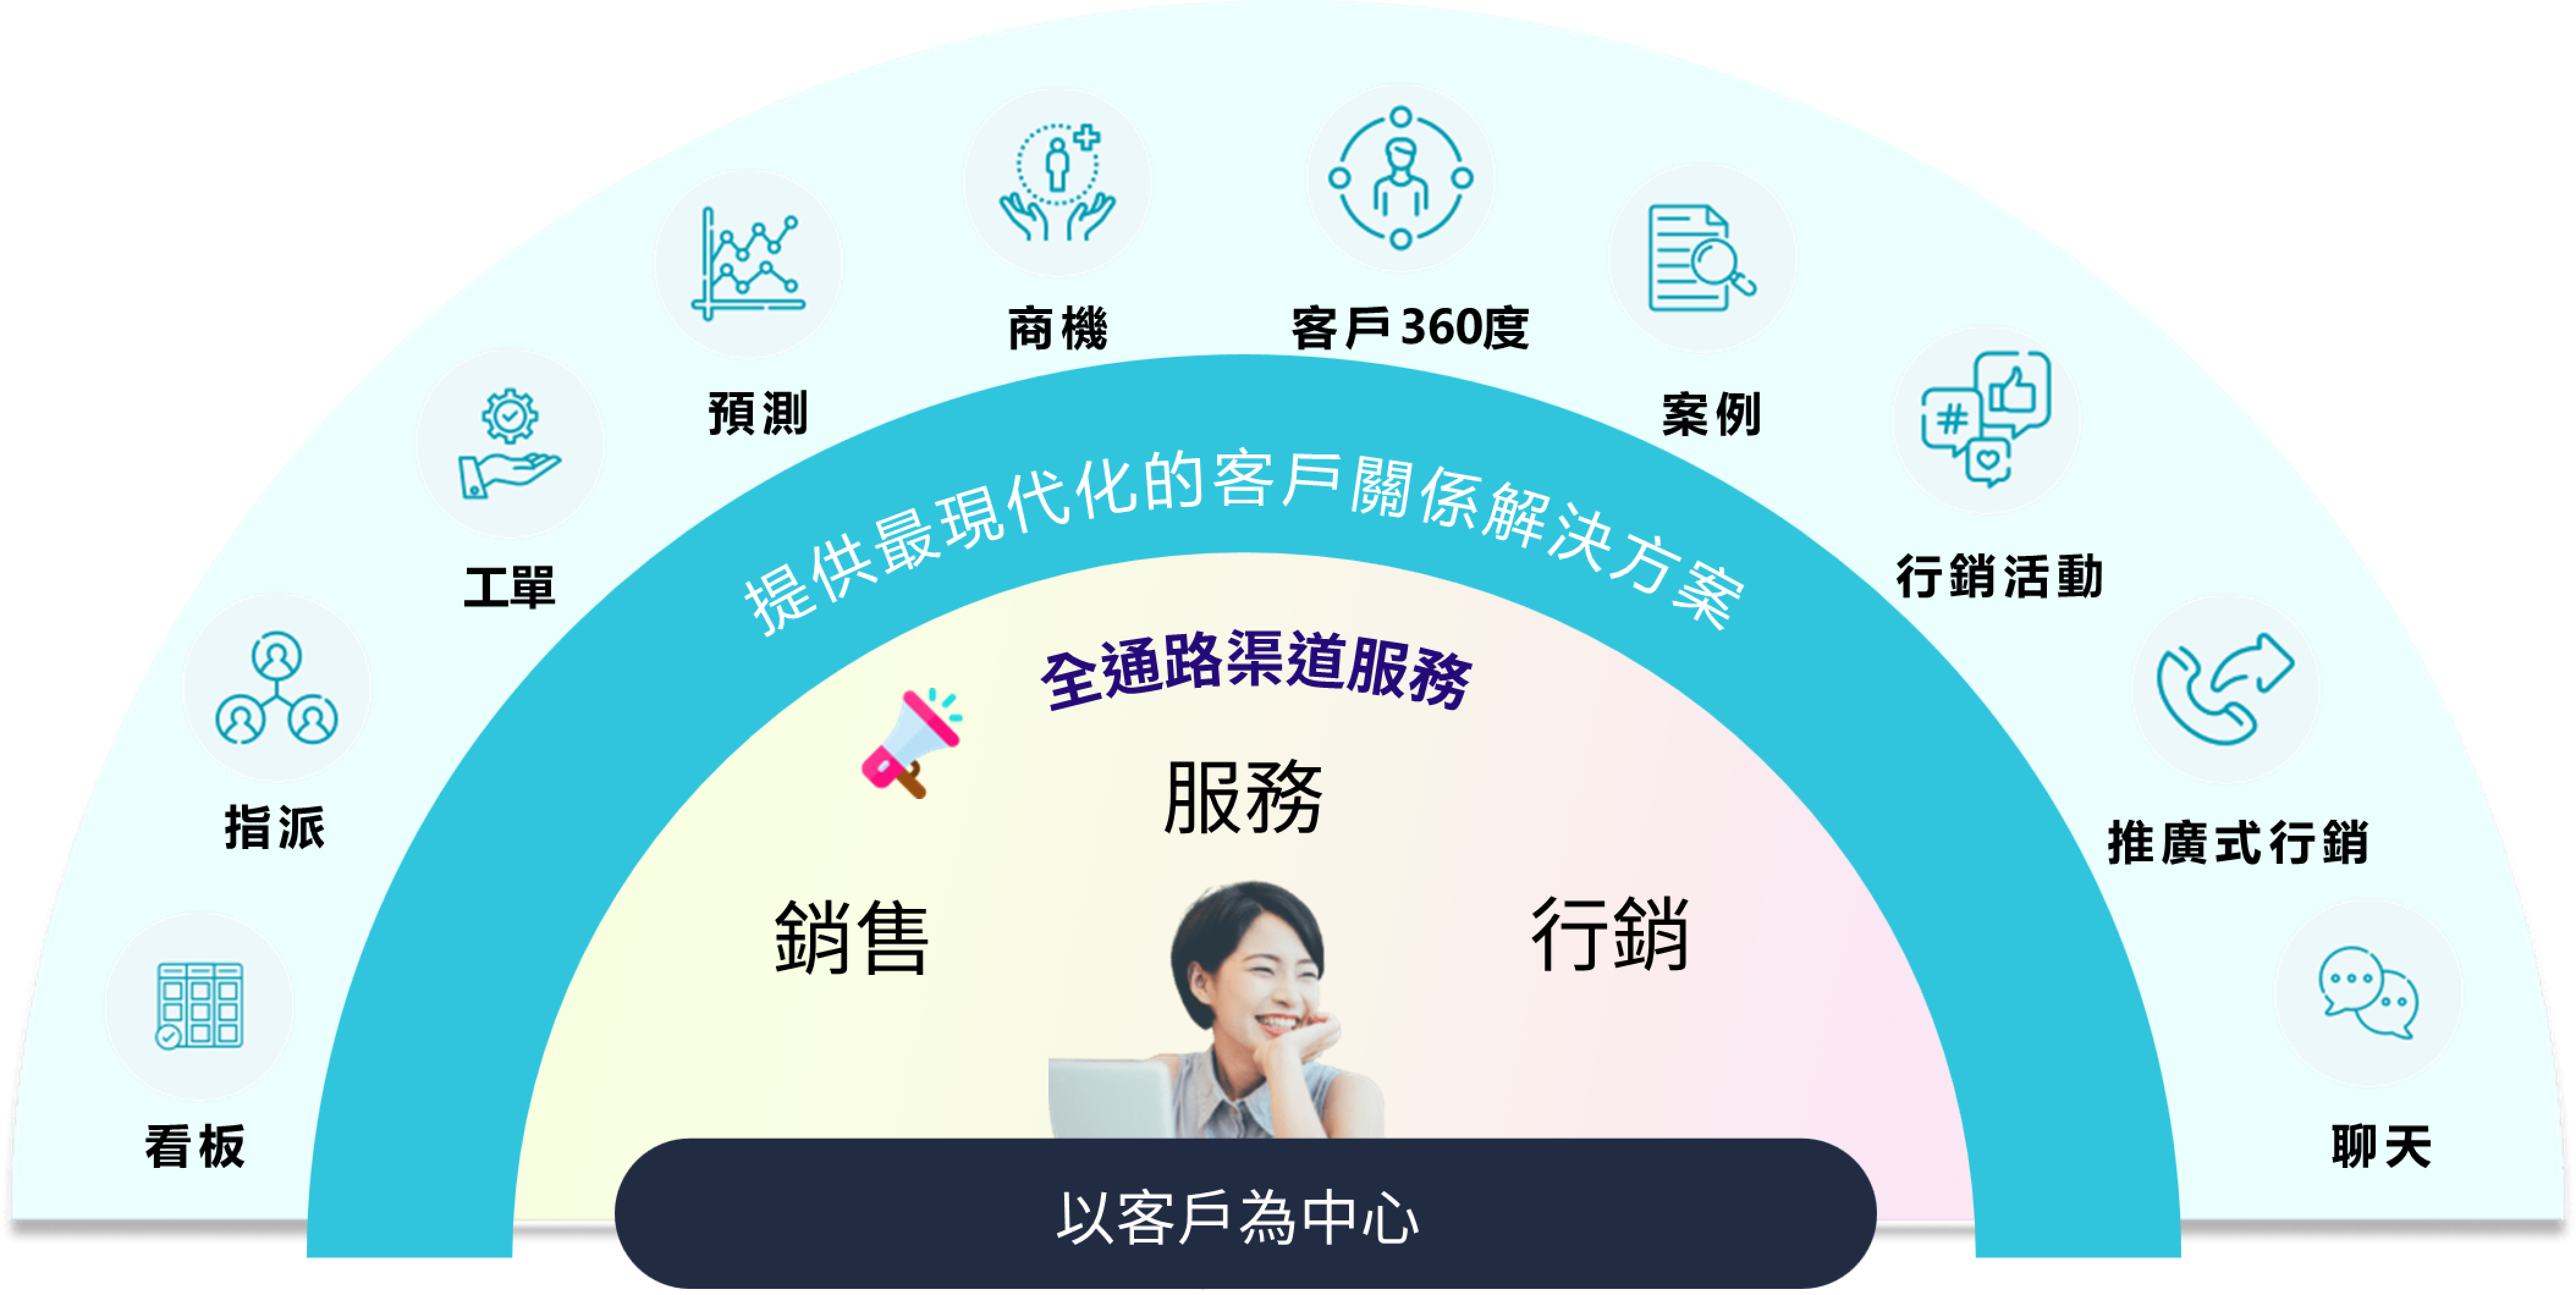 商機
客戶360度
預測
案例
工單
行銷活動
指派
推廣式行銷
看板
聊天
提供最現代化的客戶關係解決方案
全通路渠道服務
服務
銷售
行銷
以客戶為中心